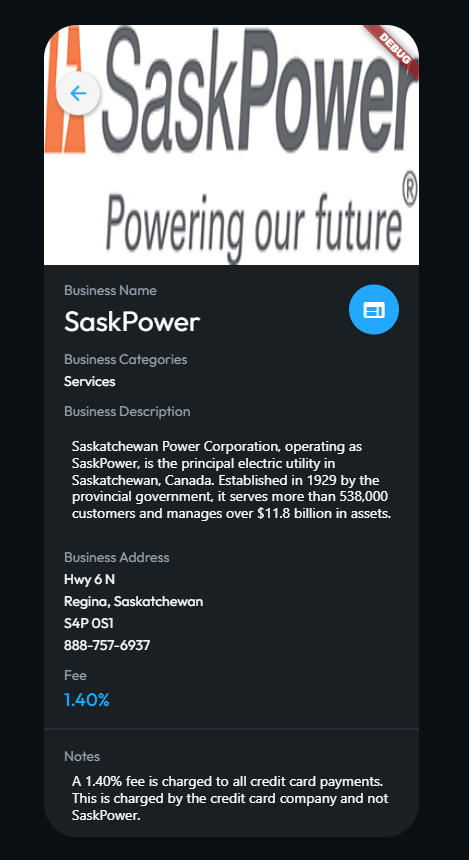 SaskPower
DEBUG
Powering our future®
Business Name
SaskPower
Business Categories
Services
Business Description
Saskatchewan Power Corporation, operating as
SaskPower, is the principal electric utility in
Saskatchewan, Canada. Established in 1929 by the
provincial government, it serves more than 538,000
customers and manages over $11.8 billion in assets.
Business Address
Hwy 6 N
Regina, Saskatchewan
S4P 0S1
888-757-6937
Fee
1.40%
Notes
A 1.40% fee is charged to all credit card payments.
This is charged by the credit card company and not
SaskPower.